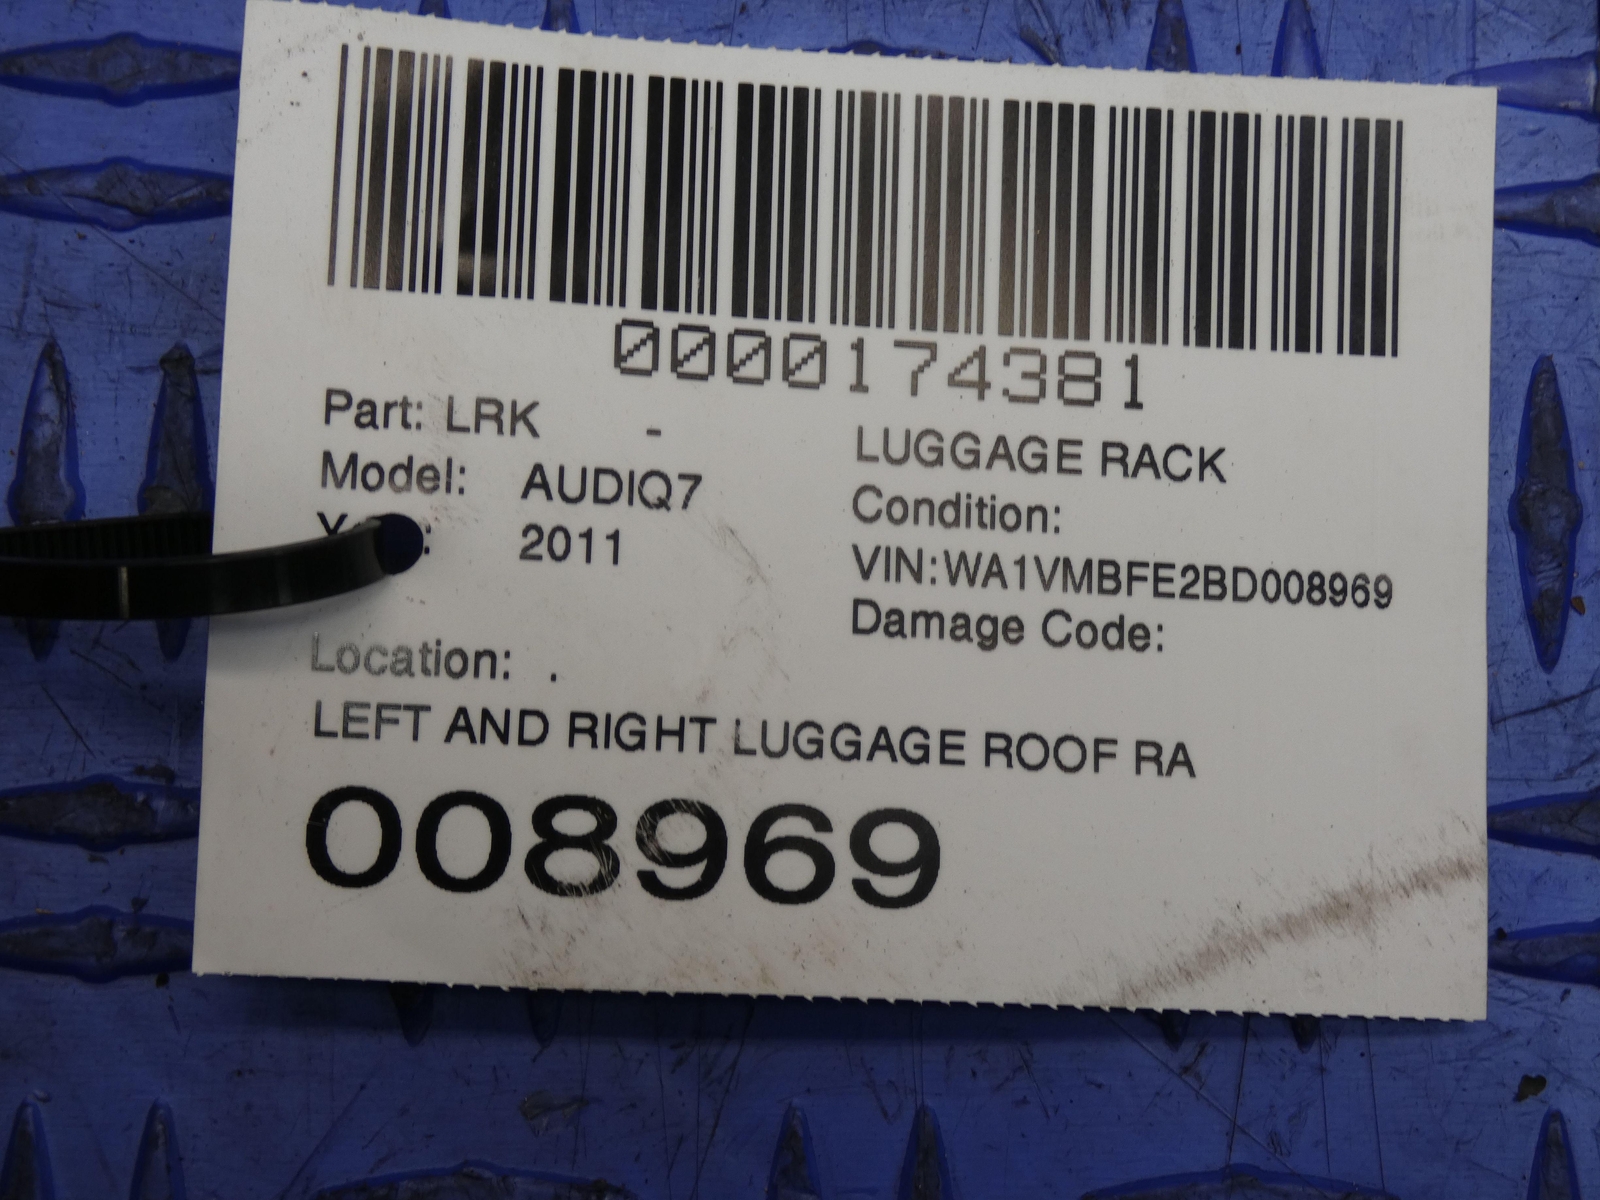 0000174381
Part: LRK - LUGGAGE RACK
Model: AUDIQ7 Condition:
2011 VIN:WA1VMBFE2BD008969
Damage Code:
Location: .
LEFT AND RIGHT LUGGAGE ROOF RA
008969